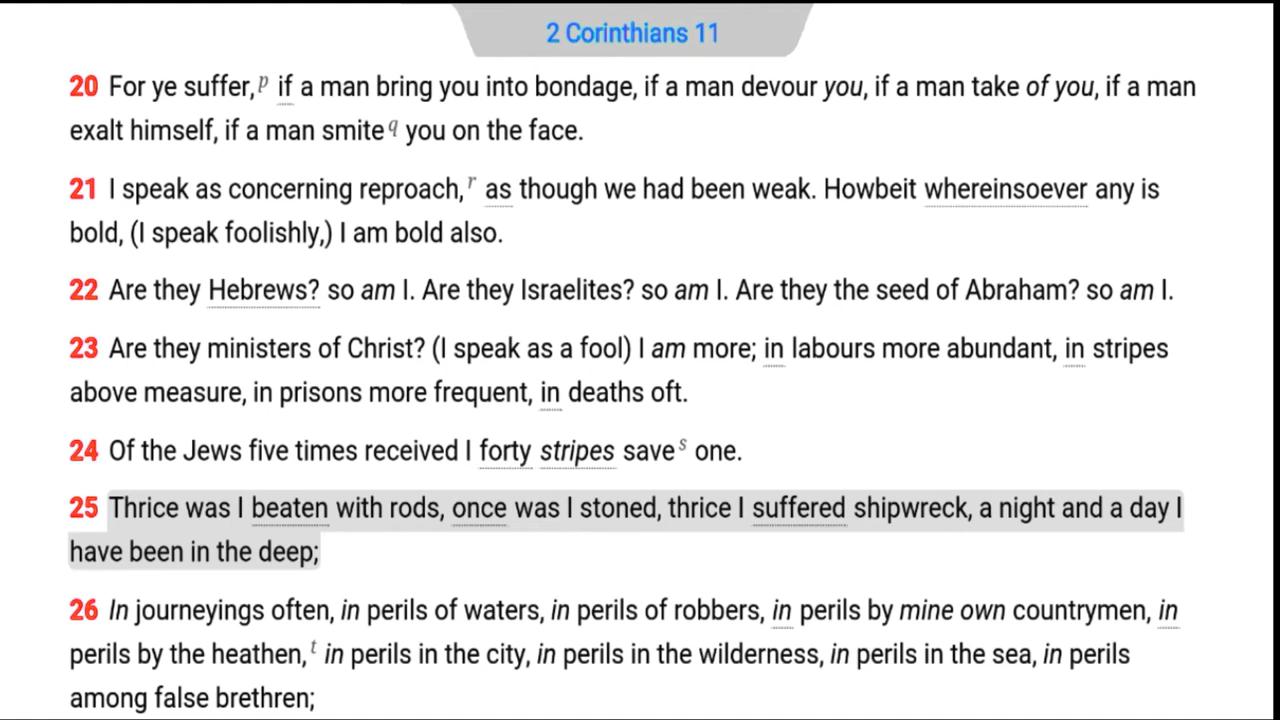 2 Corinthians 11
20 For ye suffer, p if a man bring you into bondage, if a man devour you, if a man take of you, if a man
exalt himself, if a man smite q you on the face.
21 I speak as concerning reproach, r as though we had been weak. Howbeit whereinsoever any is
bold, (I speak foolishly,) I am bold also.
22 Are they Hebrews? so am I. Are they Israelites? so am I. Are they the seed of Abraham? so am I.
23 Are they ministers of Christ? (I speak as a fool) I am more; in labours more abundant, in stripes
above measure, in prisons more frequent, in deaths oft.
24 Of the Jews five times received I forty stripes save s one.
25 Thrice was I beaten with rods, once was I stoned, thrice I suffered shipwreck, a night and a day I
have been in the deep;
26 In journeyings often, in perils of waters, in perils of robbers, in perils by mine own countrymen, in
perils by the heathen, t in perils in the city, in perils in the wilderness, in perils in the sea, in perils
among false brethren;